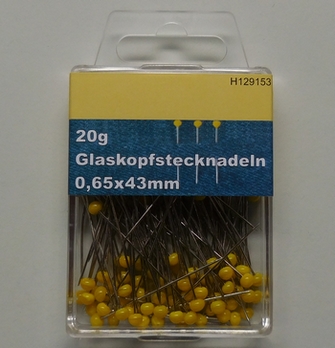 H129153
20g
Glaskopfstecknadeln
0,65x43mm